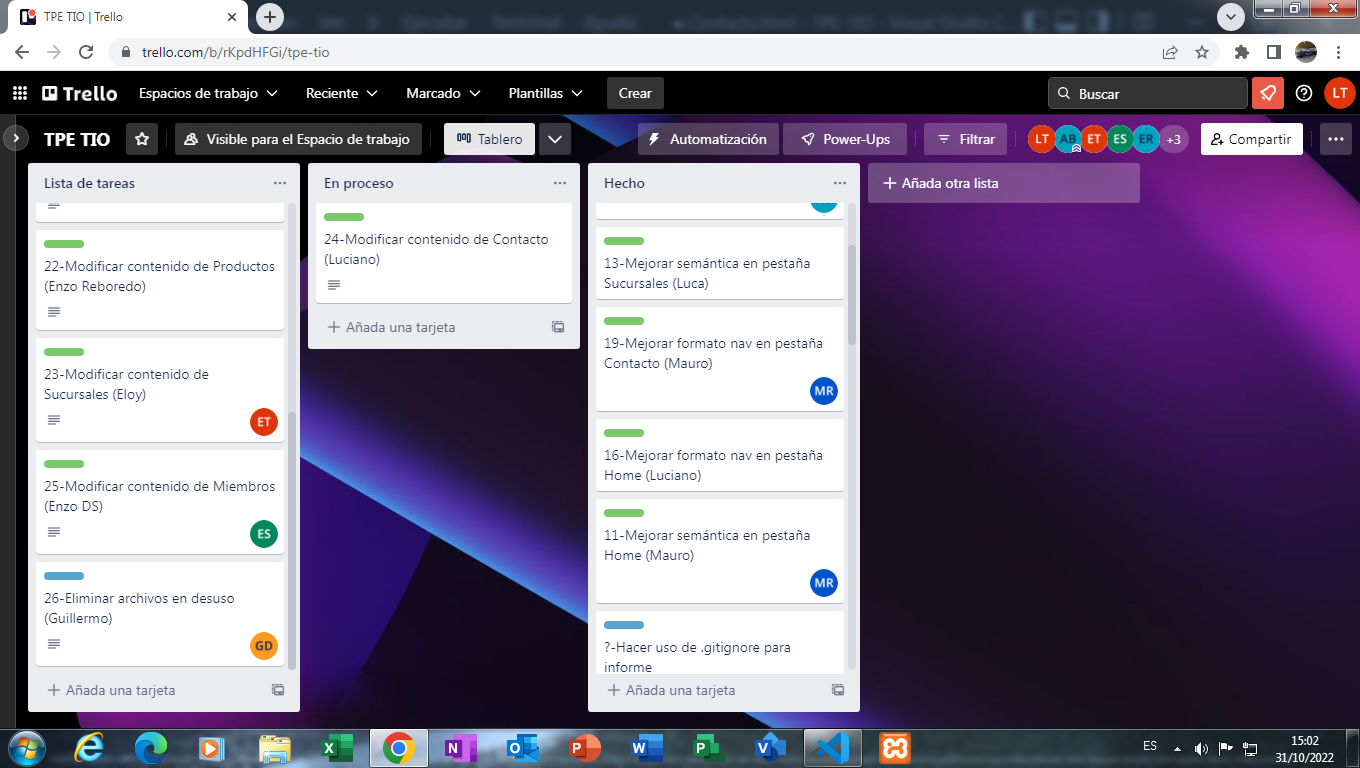 TPE TIO | Trello
trello.com/b/rKpdHFGi/tpe-tio
Trello
Espacios de trabajo
Reciente
Marcado
Plantillas
Crear
Buscar
LT
TPE TIO
Visible para el Espacio de trabajo
Tablero
Automatización
Power-Ups
Filtrar
LT
AB
ET
ES
ER
+3
Compartir
Lista de tareas
22-Modificar contenido de Productos
(Enzo Reboredo)
23-Modificar contenido de
Sucursales (Eloy)
ET
25-Modificar contenido de Miembros
(Enzo DS)
ES
26-Eliminar archivos en desuso
(Guillermo)
GD
Añada una tarjeta
En proceso
24-Modificar contenido de Contacto
(Luciano)
Añada una tarjeta
Hecho
13-Mejorar semántica en pestaña
Sucursales (Luca)
19-Mejorar formato nav en pestaña
Contacto (Mauro)
MR
16-Mejorar formato nav en pestaña
Home (Luciano)
11-Mejorar semántica en pestaña
Home (Mauro)
MR
?-Hacer uso de .gitignore para
informe
Añada una tarjeta
Añada otra lista
ES
15:02
31/10/2022